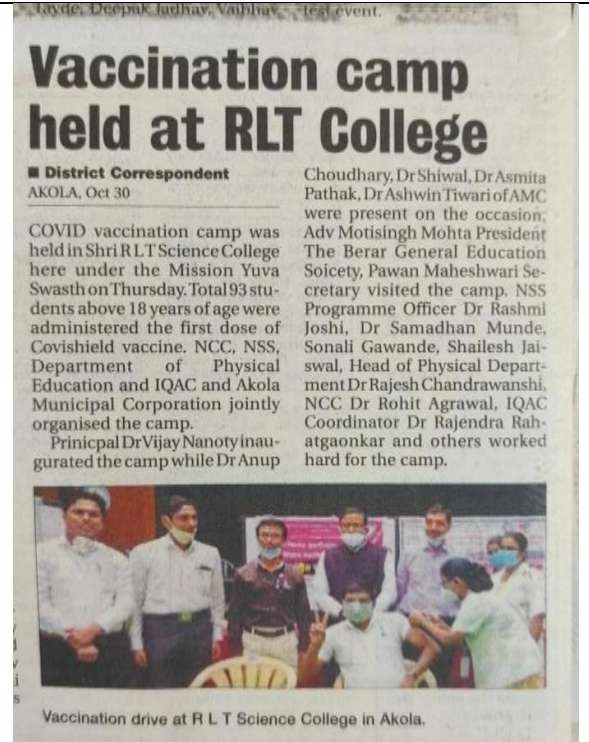 Tayde, Deepak Jadhav, Vaibhav
test event.
Vaccination camp
held at RLT College
■ District Correspondent
AKOLA, Oct 30
COVID vaccination camp was
held in Shri R L T Science College
here under the Mission Yuva
Swasth on Thursday. Total 93 stu-
dents above 18 years of age were
administered the first dose of
Covishield vaccine. NCC, NSS,
Department of Physical
Education and IQAC and Akola
Municipal Corporation jointly
organised the camp.
Prinicpal Dr Vijay Nanoty inau-
gurated the camp while Dr Anup
Choudhary, Dr Shiwal, Dr Asmita
Pathak, Dr Ashwin Tiwari of AMC
were present on the occasion.
Adv Motisingh Mohta President
The Berar General Education
Soicety, Pawan Maheshwari Se-
cretary visited the camp. NSS
Programme Officer Dr Rashmi
Joshi, Dr Samadhan Munde,
Sonali Gawande, Shailesh Jai-
swal, Head of Physical Depart-
ment Dr Rajesh Chandrawanshi,
NCC Dr Rohit Agrawal, IQAC
Coordinator Dr Rajendra Rah-
atgaonkar and others worked
hard for the camp.
Vaccination drive at R L T Science College in Akola.